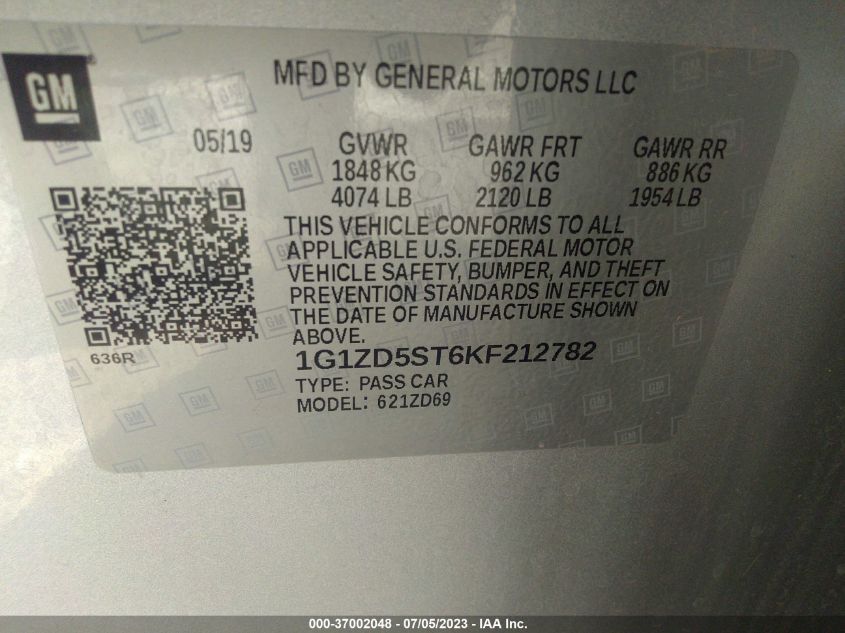 GM
MFD BY GENERAL MOTORS LLC
05/19 GVWR GAWR FRT GAWR RR
1848 KG 962 KG 886 KG
4074 LB 2120 LB 1954 LB
THIS VEHICLE CONFORMS TO ALL
APPLICABLE U.S. FEDERAL MOTOR
VEHICLE SAFETY, BUMPER, AND THEFT
PREVENTION STANDARDS IN EFFECT ON
THE DATE OF MANUFACTURE SHOWN
ABOVE.
636R
1G1ZD5ST6KF212782
TYPE: PASS CAR
MODEL: 621ZD69
000-37002048 - 07/05/2023 - IAA Inc.